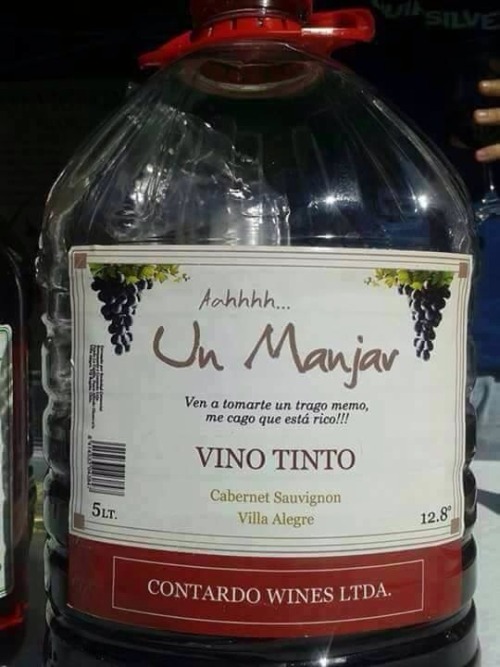 SILVE
Aahhhh...
Un Manjar
Ven a tomarte un trago memo,
me cago que está rico!!!
VINO TINTO
Cabernet Sauvignon
Villa Alegre
5LT.
12.8°
CONTARDO WINES LTDA.